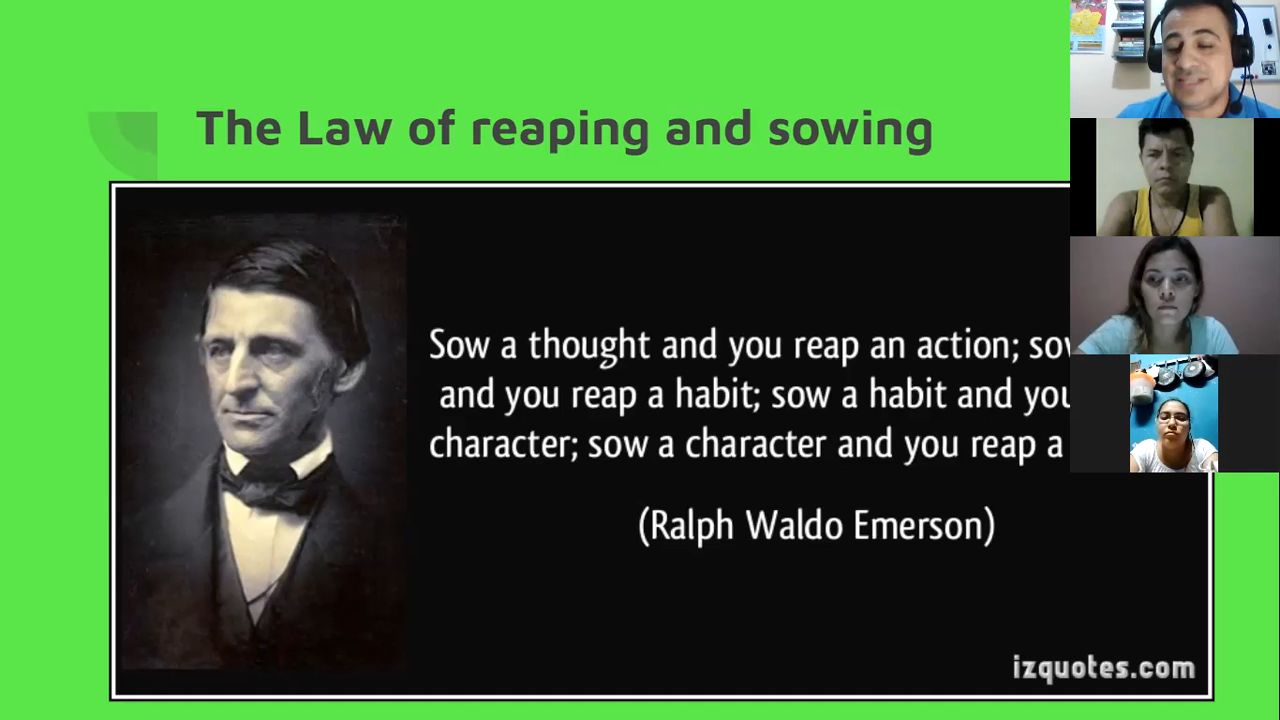 The Law of reaping and sowing
Sow a thought and you reap an action; sow
and you reap a habit; sow a habit and you
character; sow a character and you reap a
(Ralph Waldo Emerson)
izquotes.com